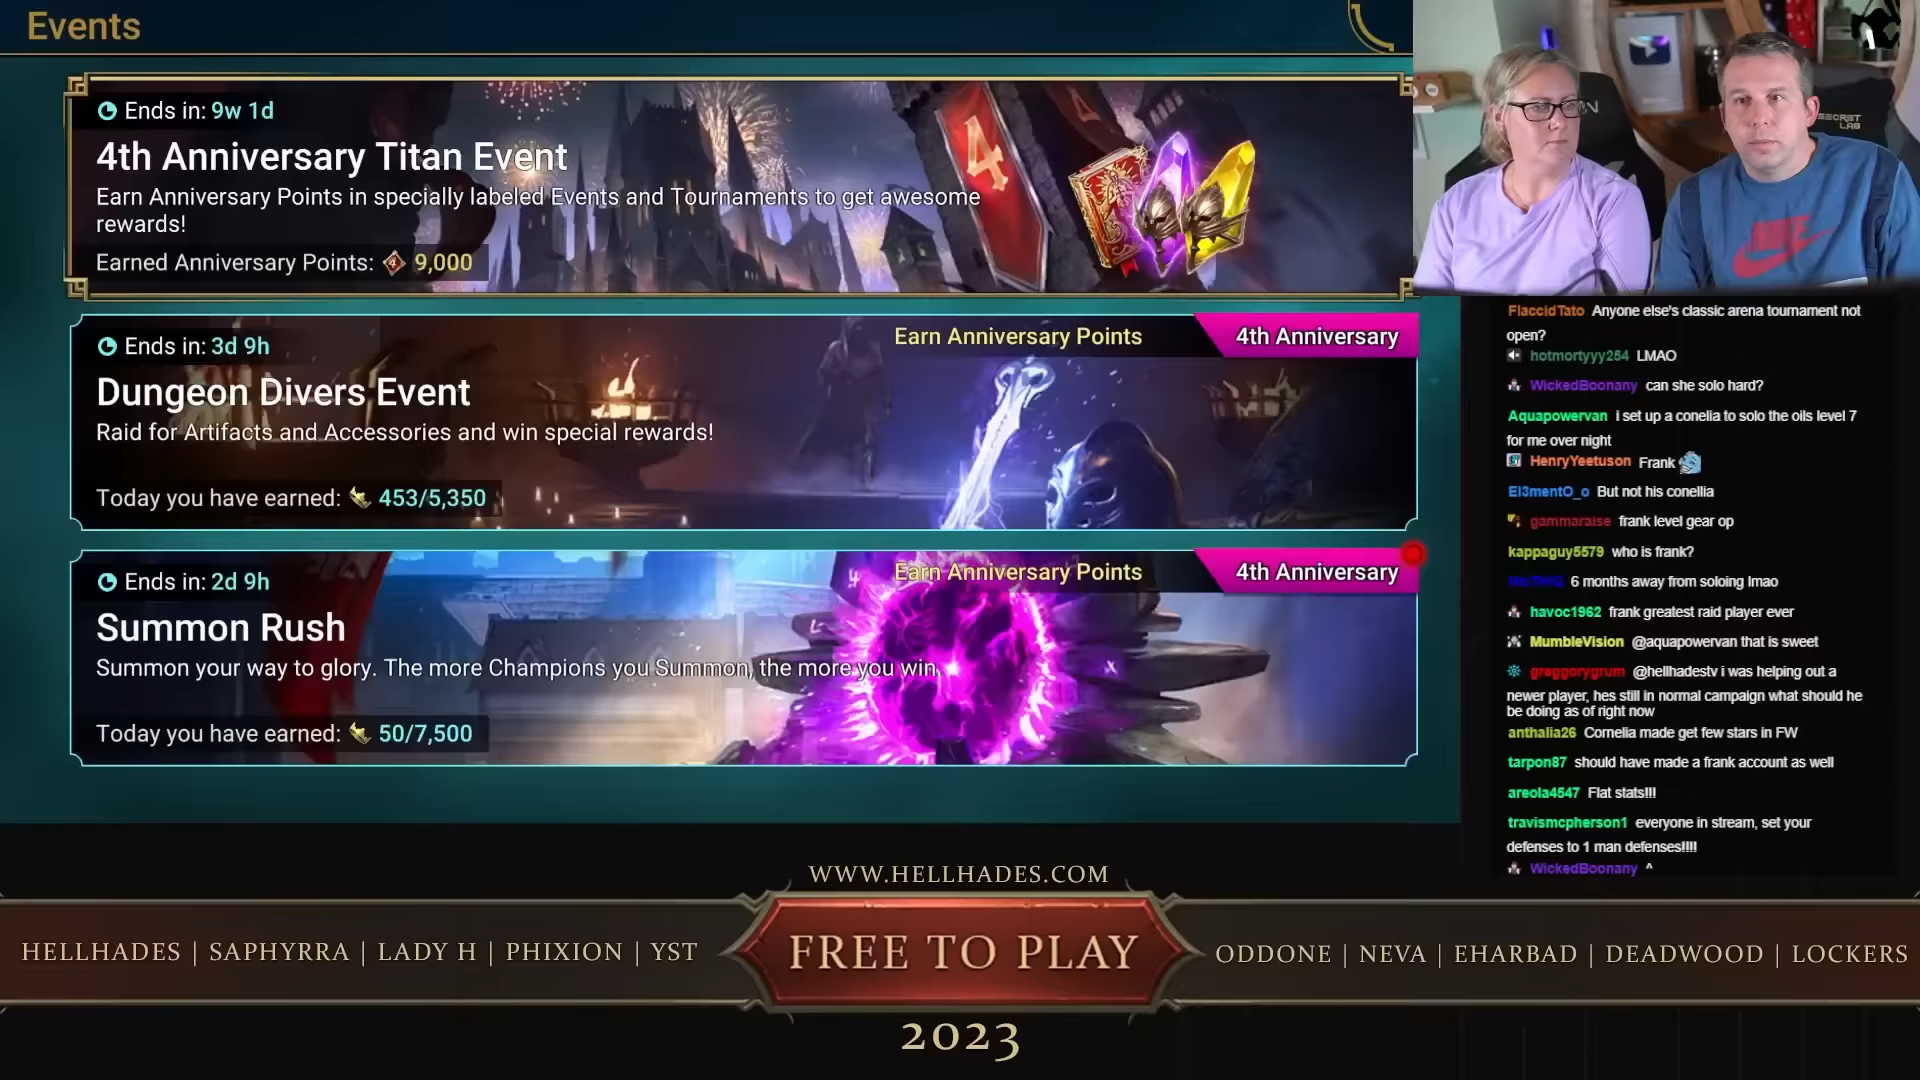 Events
Ends in: 9w 1d
4th Anniversary Titan Event
Earn Anniversary Points in specially labeled Events and Tournaments to get awesome
rewards!
Earned Anniversary Points: 9,000
4
Ends in: 3d 9h
Earn Anniversary Points
4th Anniversary
Dungeon Divers Event
Raid for Artifacts and Accessories and win special rewards!
Today you have earned: 453/5,350
Ends in: 2d 9h
Earn Anniversary Points
4th Anniversary
Summon Rush
Summon your way to glory. The more Champions you Summon, the more you win.
Today you have earned: 50/7,500
SECRET
LAB
FlaccidTato Anyone else's classic arena tournament not
open?
hotmortyyy254 LMAO
WickedBoonany can she solo hard?
Aquapowervan i set up a conelia to solo the oils level 7
for me over night
HenryYeetuson Frank
El3mentO_o But not his conellia
gammaraise frank level gear op
kappaguy5579 who is frank?
6 months away from soloing lmao
havoc1962 frank greatest raid player ever
MumbleVision @aquapowervan that is sweet
greggorygrum @hellhadestv i was helping out a
newer player, hes still in normal campaign what should he
be doing as of right now
anthalia26 Cornelia made get few stars in FW
tarpon87 should have made a frank account as well
areola4547 Flat stats!!!
travismcpherson1 everyone in stream, set your
defenses to 1 man defenses!!!!
WickedBoonany ^
WWW.HELLHADES.COM
HELLHADES | SAPHYRRA | LADY H | PHIXION | YST
FREE TO PLAY
ODDONE | NEVA | EHARBAD | DEADWOOD | LOCKERS
2023